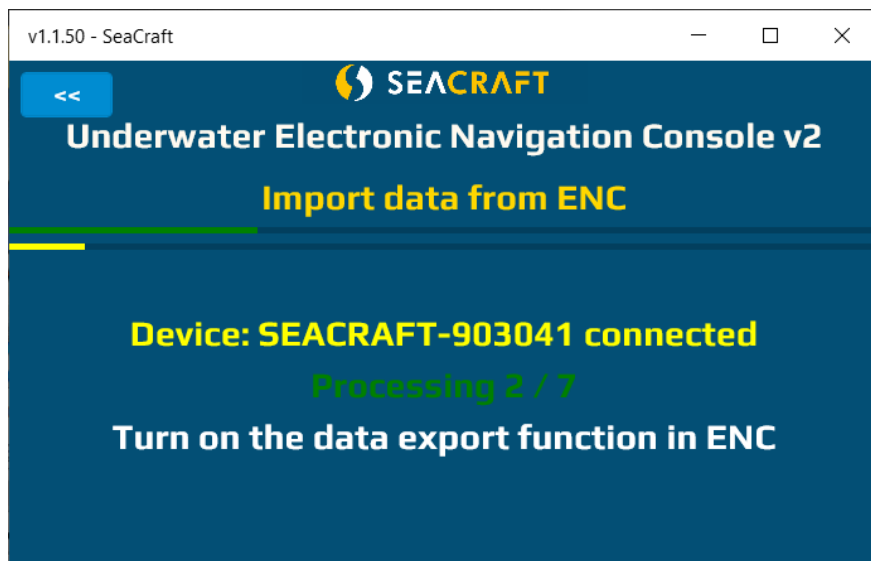 v1.1.50 - SeaCraft
<<
SEACRAFT
Underwater Electronic Navigation Console v2
Import data from ENC
Device: SEACRAFT-903041 connected
Processing 2 / 7
Turn on the data export function in ENC